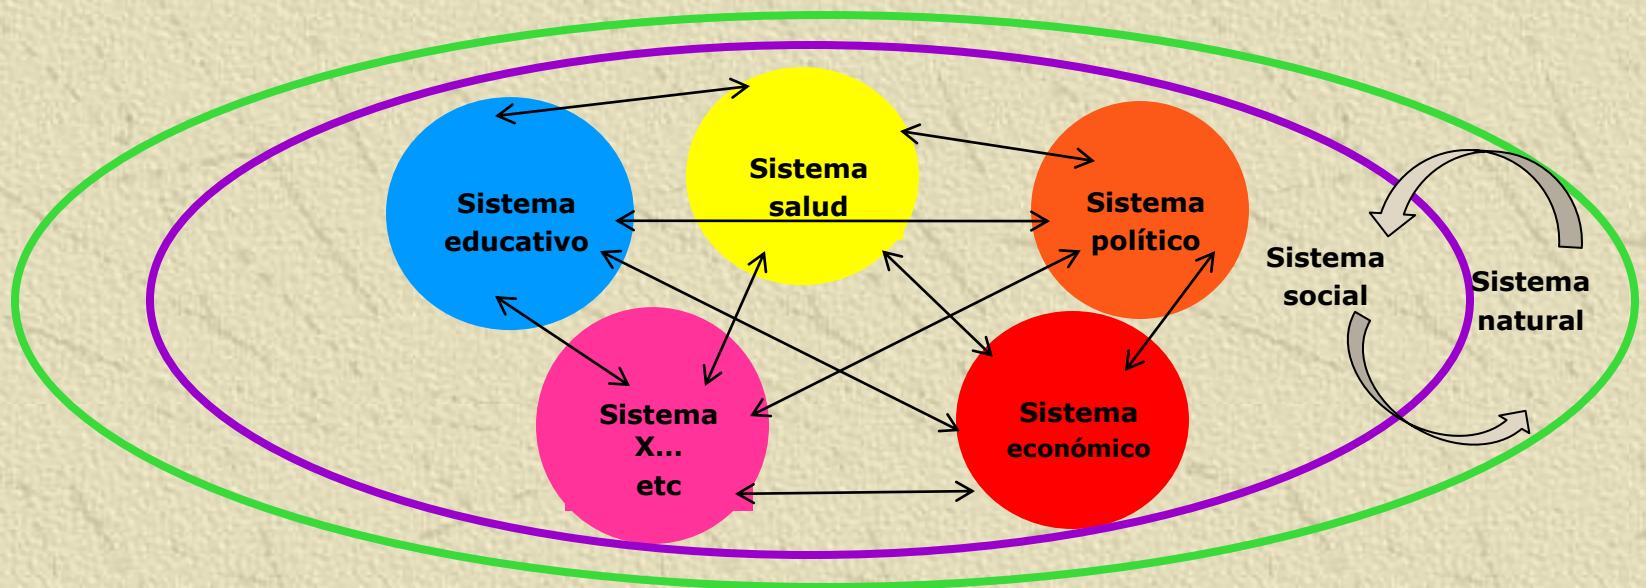 Sistema
salud
Sistema
educativo
Sistema
político
Sistema
social
Sistema
natural
Sistema
X...
etc
Sistema
económico